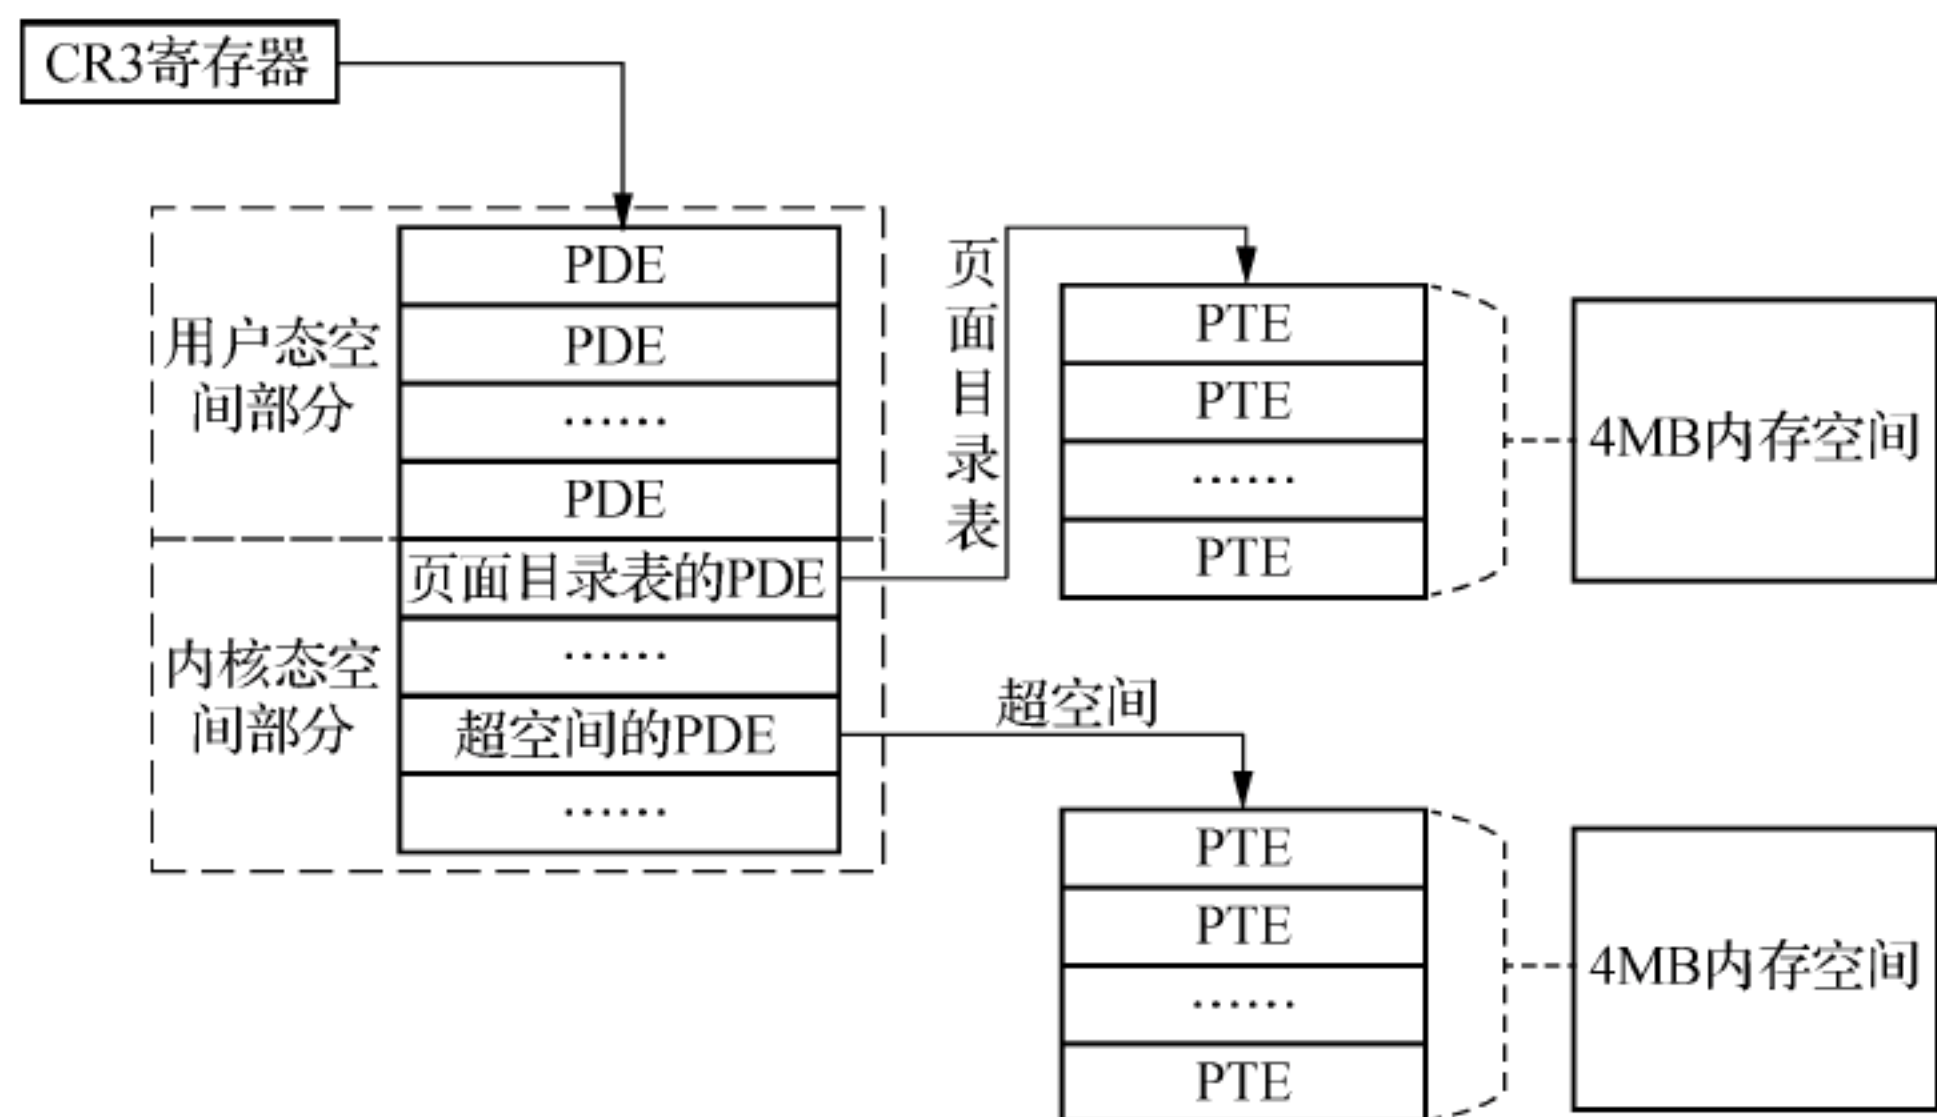 CR3寄存器
用户态空
间部分
PDE
PDE
……
PDE
内核态空
间部分
页面目录表的PDE
……
超空间的PDE
……
页面目录表
PTE
PTE
……
PTE
4MB内存空间
超空间
PTE
PTE
……
PTE
4MB内存空间